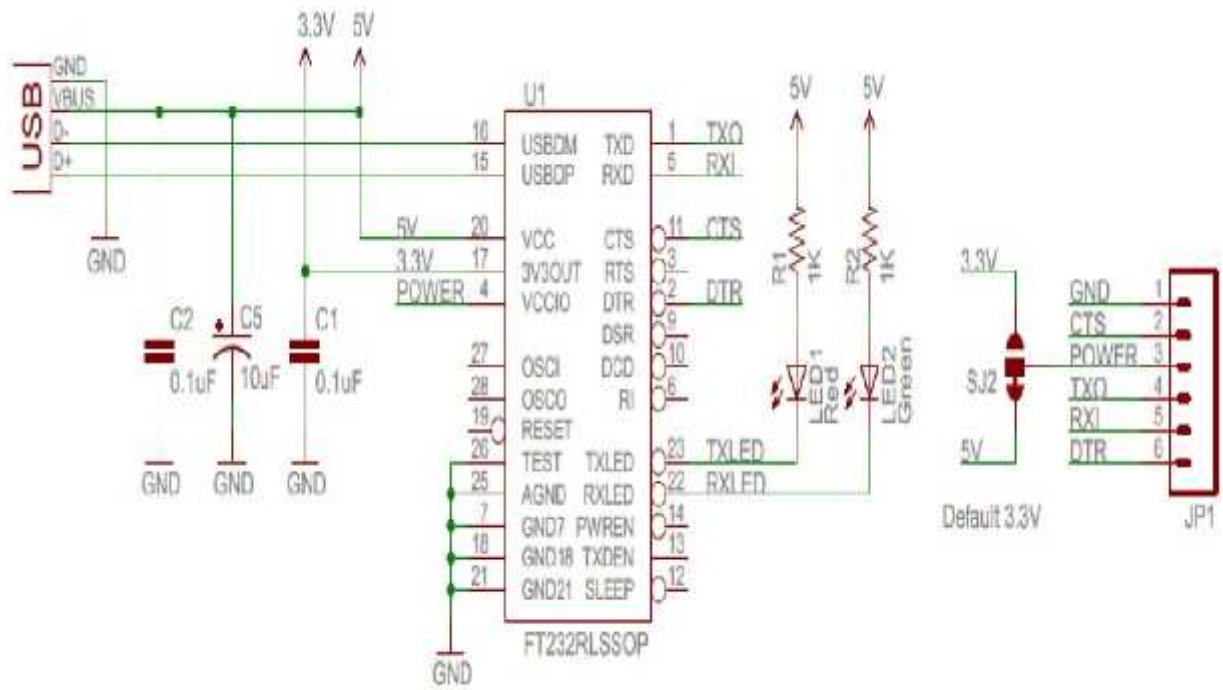 3.3V 5V
USB
GND
VBUS
D-
D+
GND
5V
3.3V
POWER
C2
0.1uF
C5
10uF
C1
0.1uF
GND GND GND
U1
16 USBDM TXD 1 TXO
15 USBDP RXD 5 RXI
20 VCC CTS 11 CTS
17 3V3OUT RTS 3
4 VCCIO DTR 2 DTR
DSR 9
27 OSCI DCD 10
28 OSCO RI 6
19 RESET
26 TEST TXLED 23 TXLED
25 AGND RXLED 22 RXLED
7 GND7 PWREN 14
18 GND18 TXDEN 13
21 GND21 SLEEP 12
FT232RLSSOP
GND
5V 5V
R1
1K
R2
1K
LED1
Red
LED2
Green
3.3V
SJ2
5V
Default 3.3V
GND 1
CTS 2
POWER 3
TXO 4
RXI 5
DTR 6
JP1